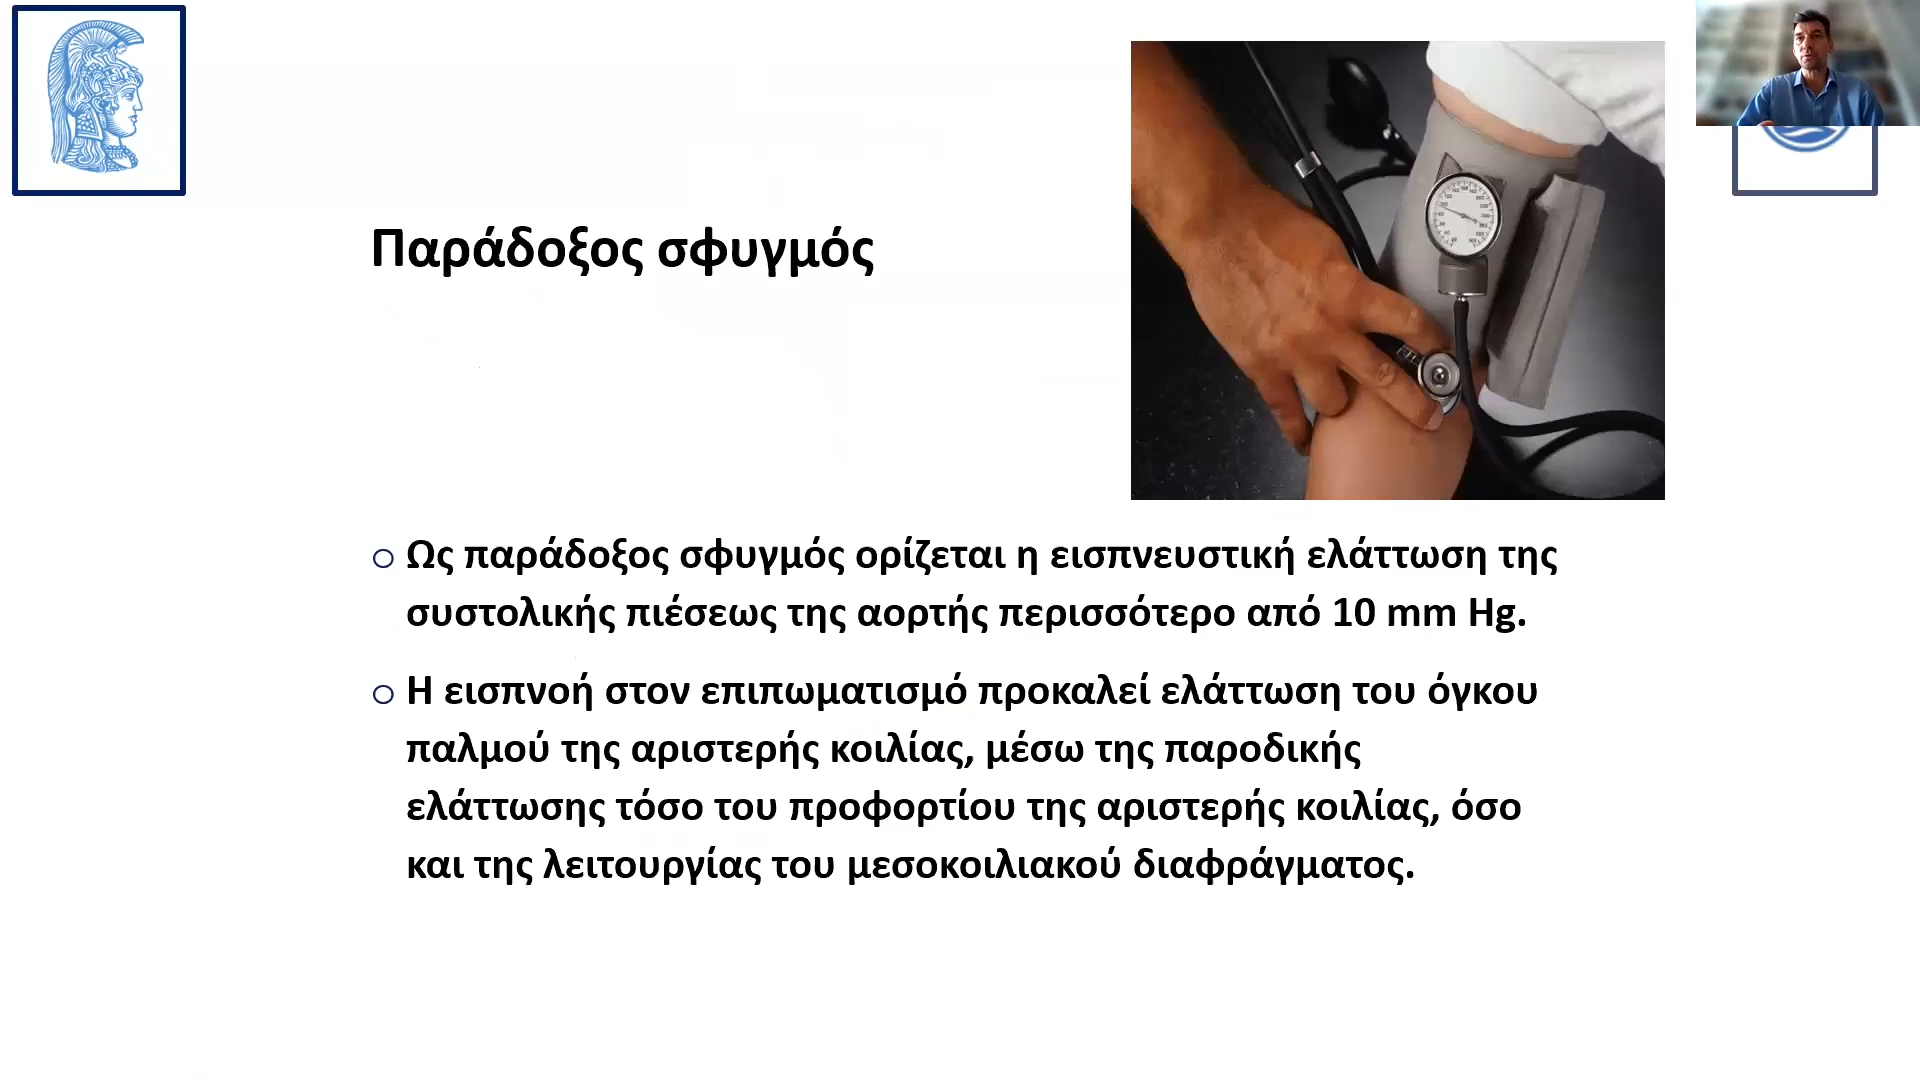 Παράδοξος σφυγμός
Ως παράδοξος σφυγμός ορίζεται η εισπνευστική ελάττωση της
συστολικής πιέσεως της αορτής περισσότερο από 10 mm Hg.
Η εισπνοή στον επιπωματισμό προκαλεί ελάττωση του όγκου
παλμού της αριστερής κοιλίας, μέσω της παροδικής
ελάττωσης τόσο του προφορτίου της αριστερής κοιλίας, όσο
και της λειτουργίας του μεσοκοιλιακού διαφράγματος.